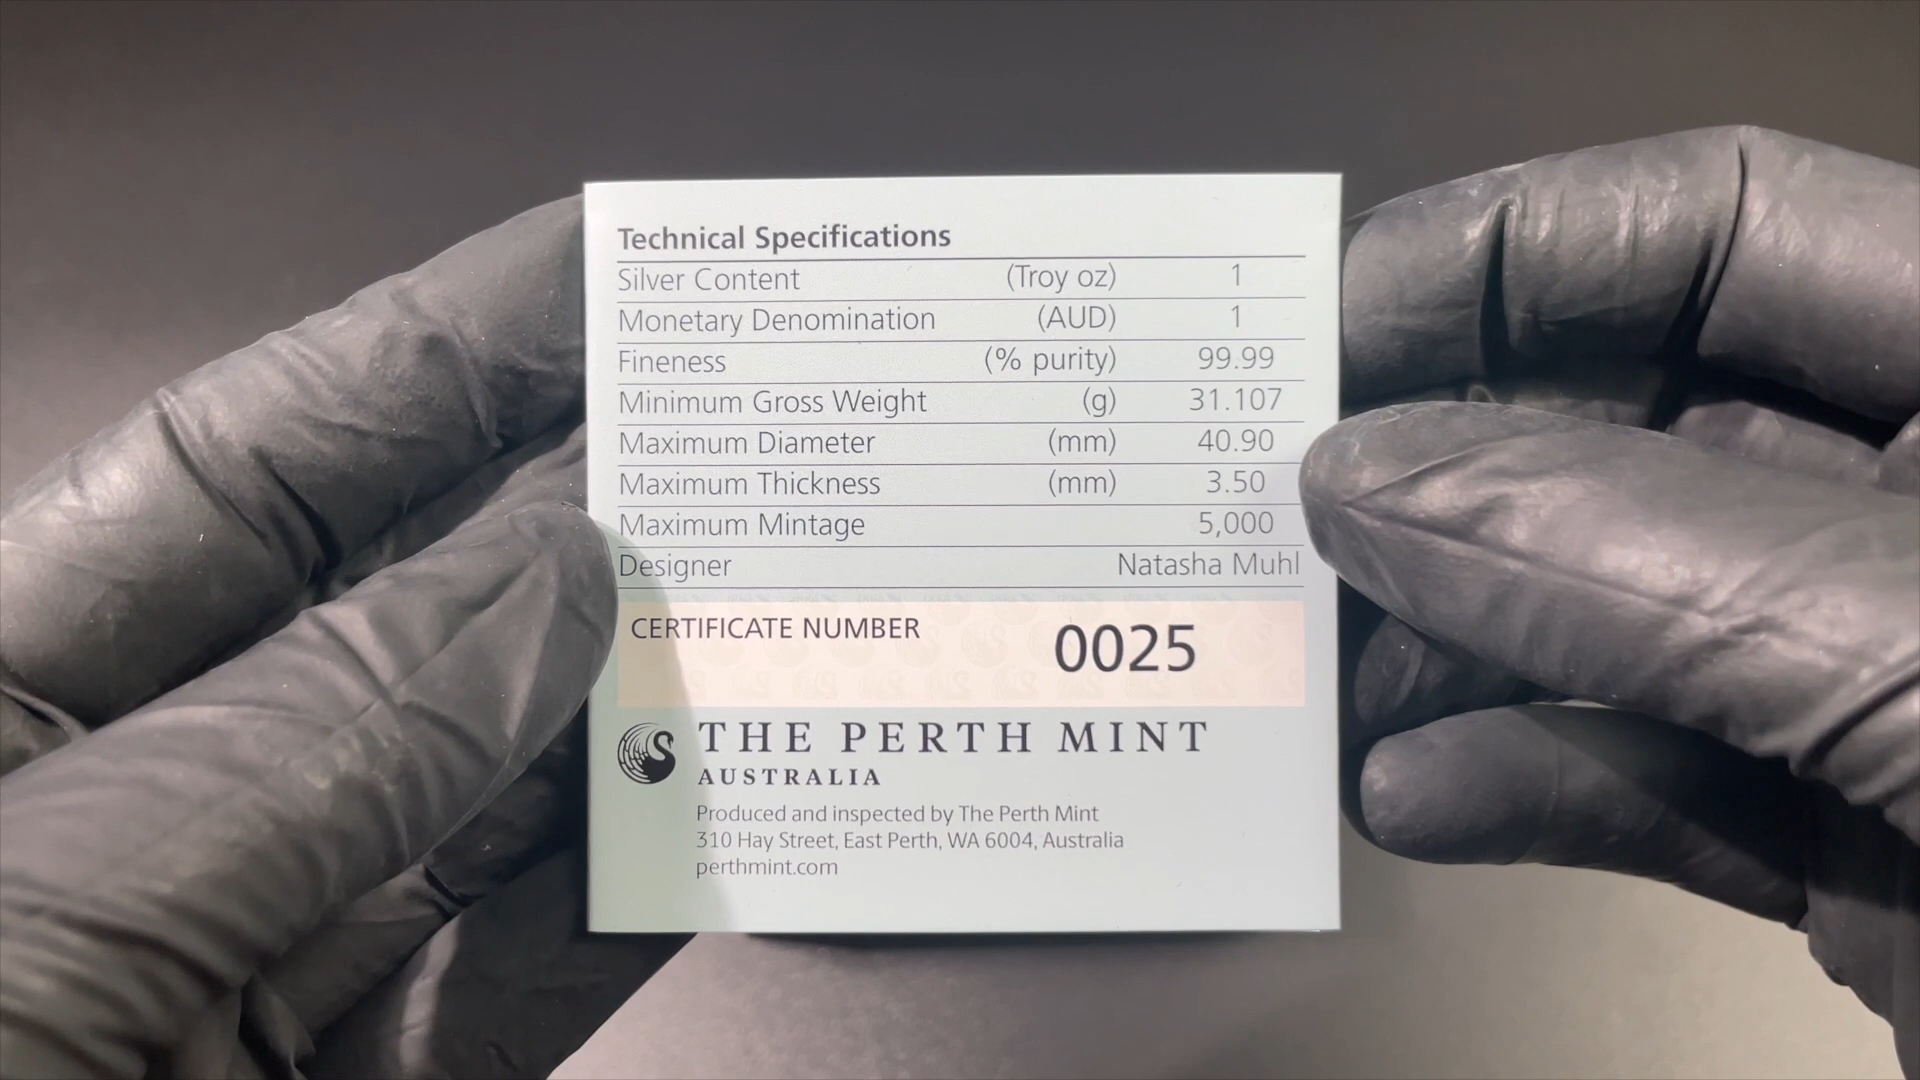 Technical Specifications
Silver Content (Troy oz) 1
Monetary Denomination (AUD) 1
Fineness (% purity) 99.99
Minimum Gross Weight (g) 31.107
Maximum Diameter (mm) 40.90
Maximum Thickness (mm) 3.50
Maximum Mintage 5,000
Designer Natasha Muhl
CERTIFICATE NUMBER 0025
THE PERTH MINT
AUSTRALIA
Produced and inspected by The Perth Mint
310 Hay Street, East Perth, WA 6004, Australia
perthmint.com